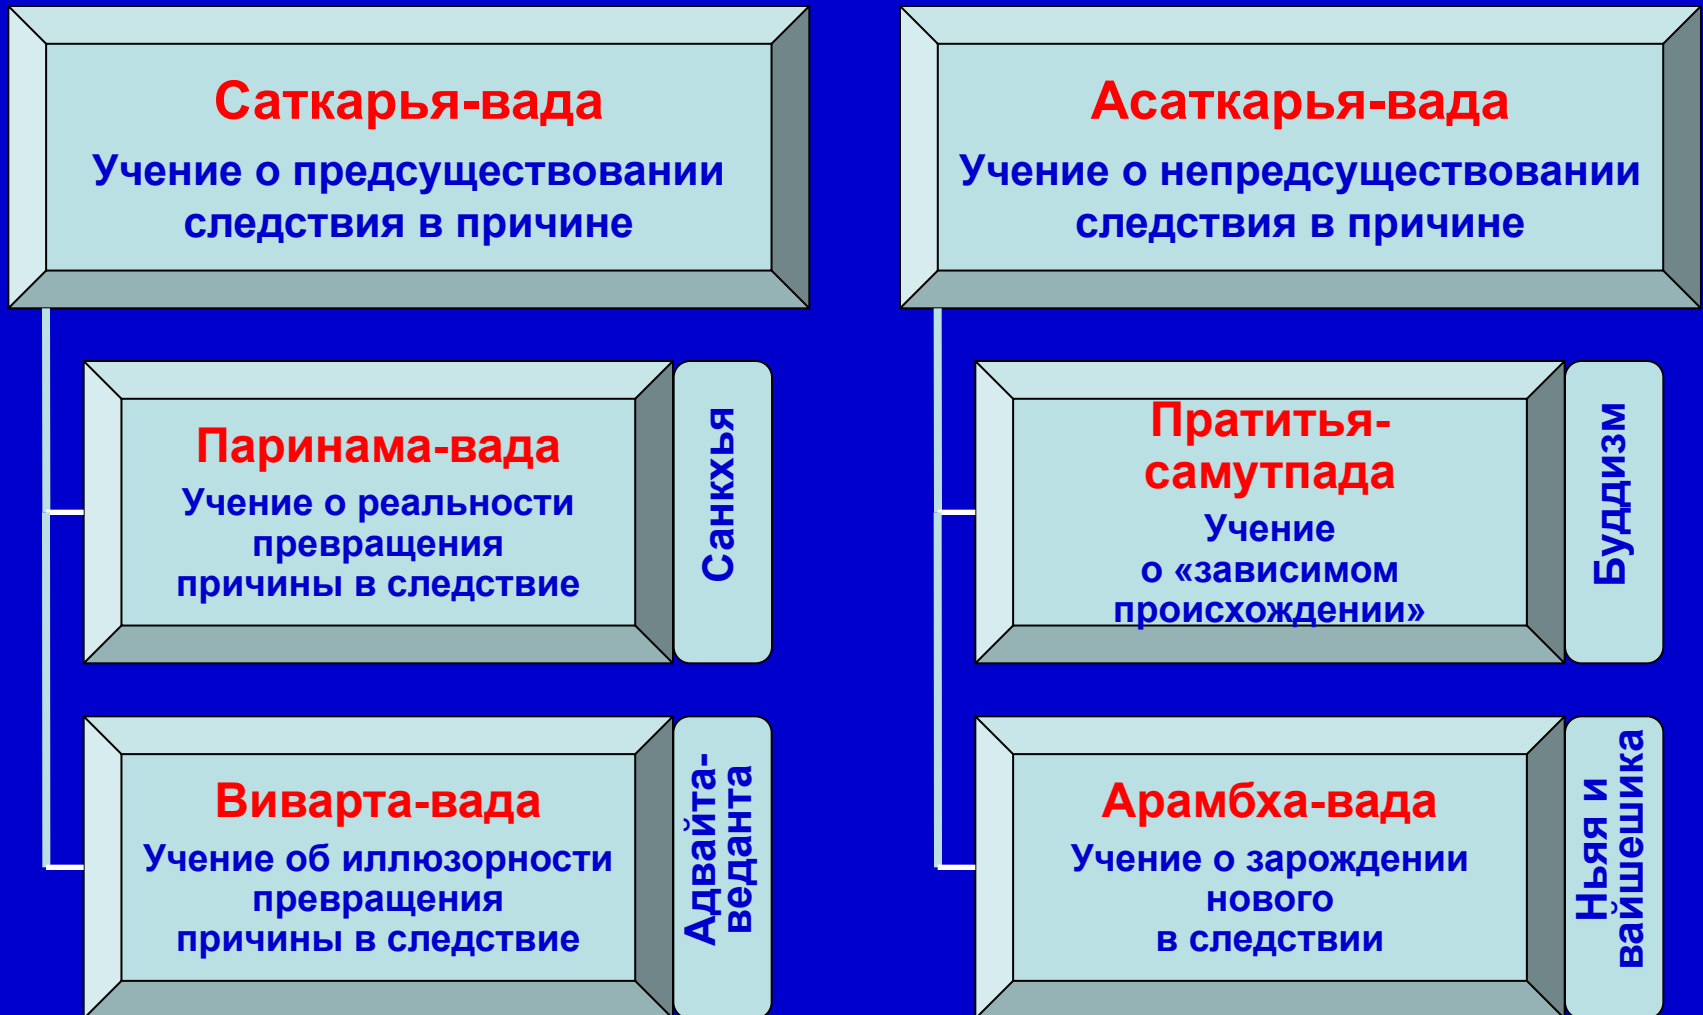 Саткарья-вада
Учение о предсуществовании
следствия в причине
Паринама-вада
Учение о реальности
превращения
причины в следствие
Санкхья
Виварта-вада
Учение об иллюзорности
превращения
причины в следствие
Адвайта-
веданта
Асаткарья-вада
Учение о непредсуществовании
следствия в причине
Пратитья-
самутпада
Учение
о «зависимом
происхождении»
Буддизм
Арамбха-вада
Учение о зарождении
нового
в следствии
Ньяя и
вайшешика